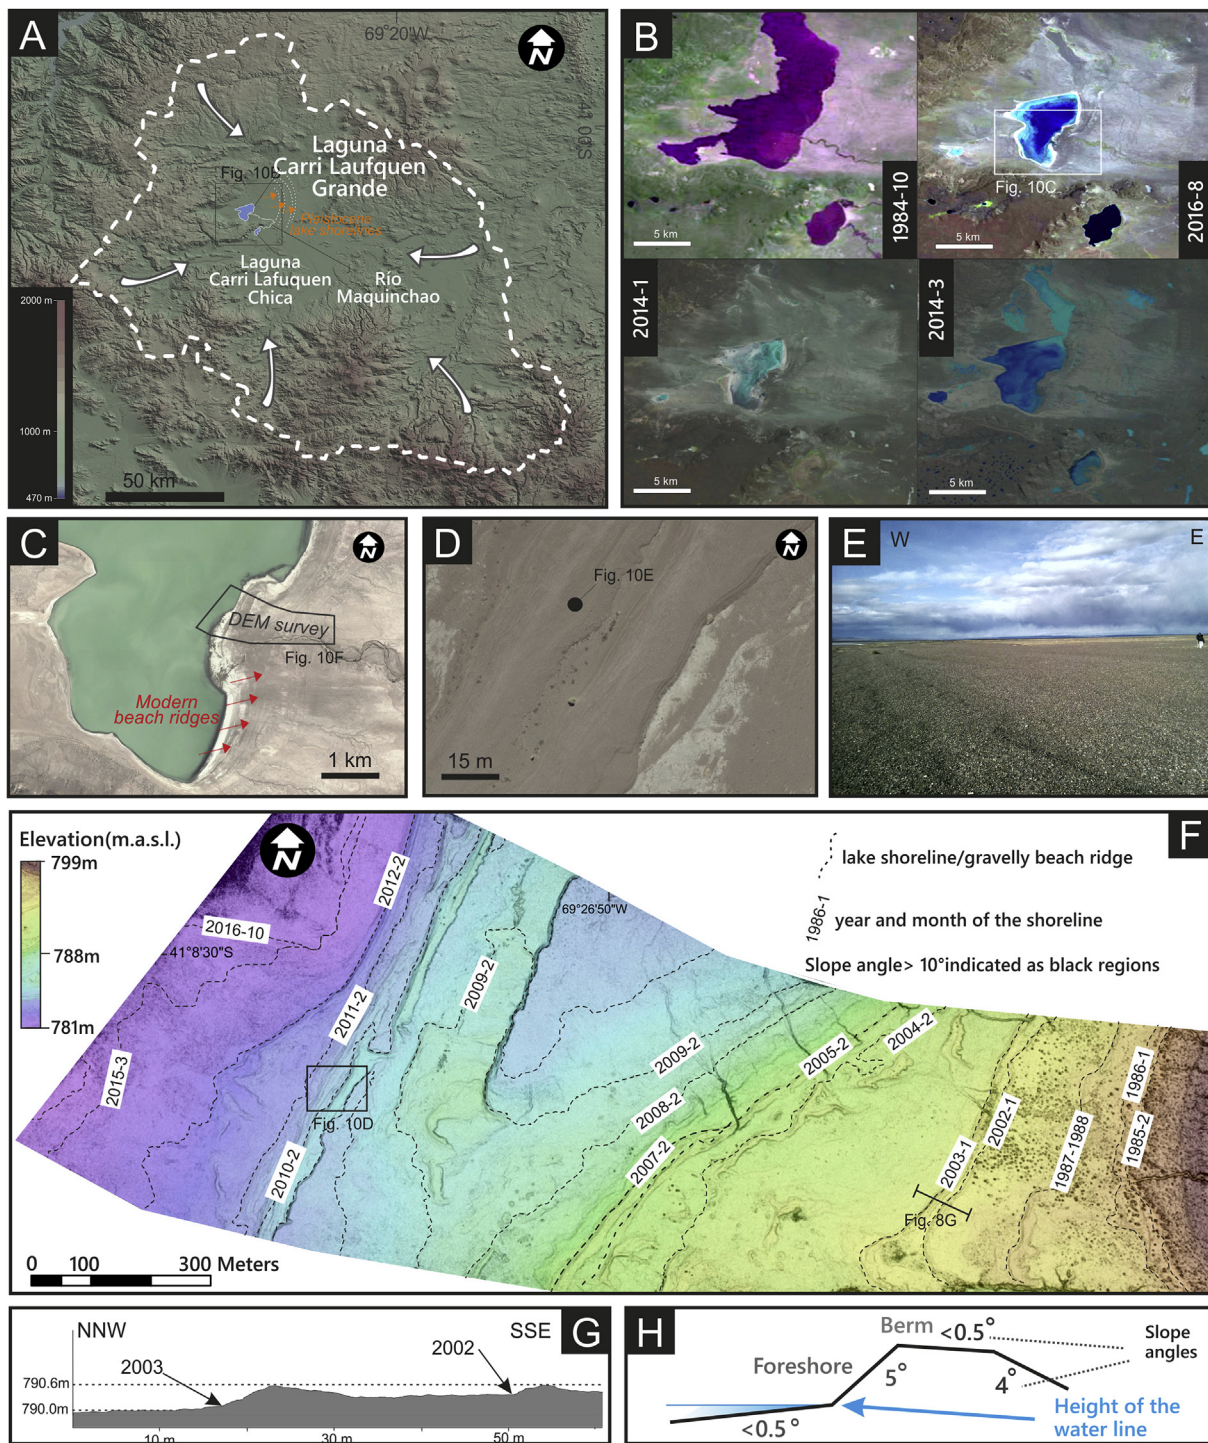 A
69°20'W
N
41°00'S
Laguna
Carri Laufquen
Grande
Fig. 10B
Pleistocene
lake shorelines
Laguna
Carri Lafuquen
Chica
Río
Maquinchao
2000 m
1000 m
470 m
50 km
B
1984-10
5 km
Fig. 10C
2016-8
5 km
2014-1
5 km
2014-3
5 km
C
N
DEM survey
Fig. 10F
Modern
beach ridges
1 km
D
N
Fig. 10E
15 m
E
W
E
F
Elevation(m.a.s.l.)
799m
788m
781m
N
lake shoreline/gravelly beach ridge
1986-1
year and month of the shoreline
Slope angle> 10°indicated as black regions
69°26'50"W
41°8'30"S
2016-10
2015-3
2012-2
2011-2
2010-2
Fig. 10D
2009-2
2009-2
2008-2
2007-2
2005-2
2004-2
2003-1
2002-1
Fig. 8G
1987-1988
1986-1
1985-2
0 100 300 Meters
G
NNW
SSE
2003
2002
790.6m
790.0m
10 m
30 m
50 m
H
Berm
<0.5°
Slope
angles
Foreshore
5°
4°
<0.5°
Height of the
water line